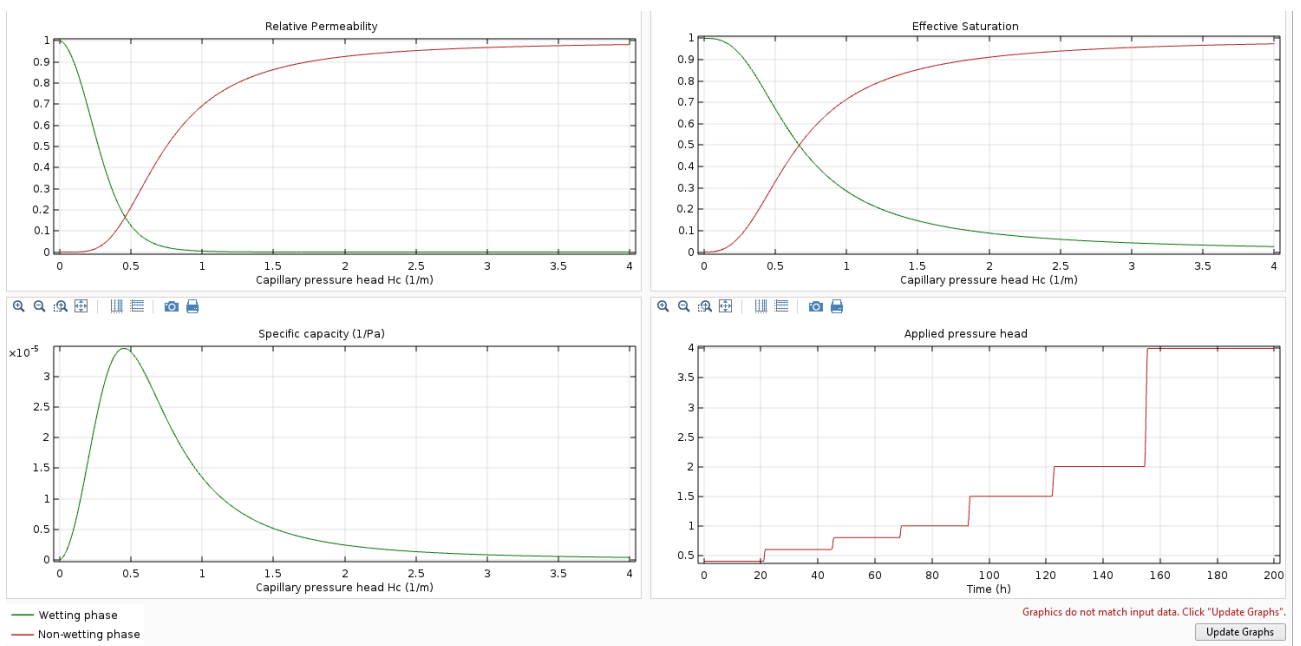 Relative Permeability
1
0.9
0.8
0.7
0.6
0.5
0.4
0.3
0.2
0.1
0
0 0.5 1 1.5 2 2.5 3 3.5 4
Capillary pressure head Hc (1/m)
Effective Saturation
1
0.9
0.8
0.7
0.6
0.5
0.4
0.3
0.2
0.1
0
0 0.5 1 1.5 2 2.5 3 3.5 4
Capillary pressure head Hc (1/m)
Specific capacity (1/Pa)
×10⁻⁵
3
2.5
2
1.5
1
0.5
0
0 0.5 1 1.5 2 2.5 3 3.5 4
Capillary pressure head Hc (1/m)
Applied pressure head
4
3.5
3
2.5
2
1.5
1
0.5
0 20 40 60 80 100 120 140 160 180 200
Time (h)
Wetting phase
Non-wetting phase
Graphics do not match input data. Click "Update Graphs".
Update Graphs